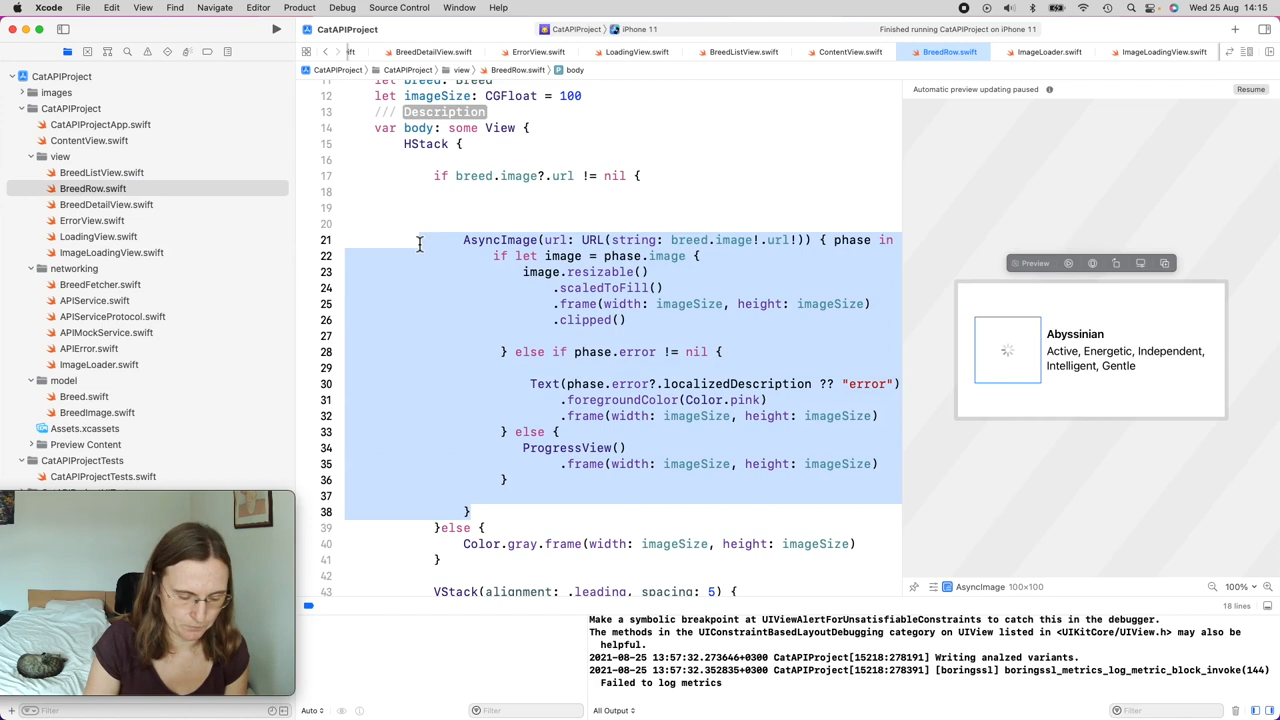 Xcode File Edit View Find Navigate Editor Product Debug Source Control Window Help
Wed 25 Aug 14:15
CatAPIProject
CatAPIProject › iPhone 11
Finished running CatAPIProject on iPhone 11
ift
BreedDetailView.swift
ErrorView.swift
LoadingView.swift
BreedListView.swift
ContentView.swift
BreedRow.swift
ImageLoader.swift
ImageLoadingView.swift
CatAPIProject › CatAPIProject › view › BreedRow.swift › P body
CatAPIProject
images
CatAPIProject
CatAPIProjectApp.swift
ContentView.swift
view
BreedListView.swift
BreedRow.swift
BreedDetailView.swift
ErrorView.swift
LoadingView.swift
ImageLoadingView.swift
networking
BreedFetcher.swift
APIService.swift
APIServiceProtocol.swift
APIMockService.swift
APIError.swift
ImageLoader.swift
model
Breed.swift
BreedImage.swift
Assets.xcassets
Preview Content
CatAPIProjectTests
CatAPIProjectTests.swift
Filter
11 let breed: Breed
12 let imageSize: CGFloat = 100
13 /// Description
14 var body: some View {
15 HStack {
16
17 if breed.image?.url != nil {
18
19
20
21 AsyncImage(url: URL(string: breed.image!.url!)) { phase in
22 if let image = phase.image {
23 image.resizable()
24 .scaledToFill()
25 .frame(width: imageSize, height: imageSize)
26 .clipped()
27
28 } else if phase.error != nil {
29
30 Text(phase.error?.localizedDescription ?? "error")
31 .foregroundColor(Color.pink)
32 .frame(width: imageSize, height: imageSize)
33 } else {
34 ProgressView()
35 .frame(width: imageSize, height: imageSize)
36 }
37
38 }
39 }else {
40 Color.gray.frame(width: imageSize, height: imageSize)
41 }
42
43 VStack(alignment: .leading, spacing: 5) {
Automatic preview updating paused
Resume
Preview
Abyssinian
Active, Energetic, Independent,
Intelligent, Gentle
AsyncImage 100×100
100%
18 lines
Make a symbolic breakpoint at UIViewAlertForUnsatisfiableConstraints to catch this in the debugger.
The methods in the UIConstraintBasedLayoutDebugging category on UIView listed in <UIKitCore/UIView.h> may also be
helpful.
2021-08-25 13:57:32.273646+0300 CatAPIProject[15218:278191] Writing analzed variants.
2021-08-25 13:57:32.352835+0300 CatAPIProject[15218:278391] [boringssl] boringssl_metrics_log_metric_block_invoke(144)
Failed to log metrics
Auto
Filter
All Output
Filter